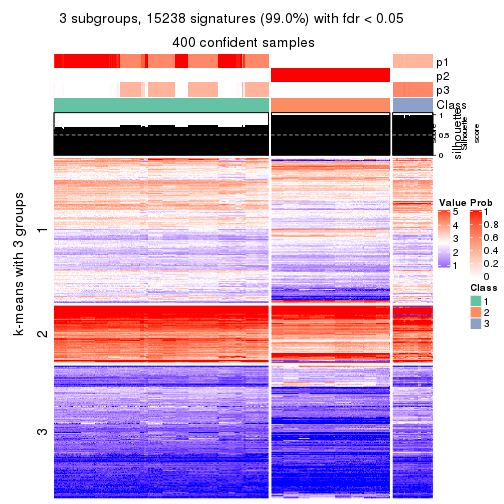 3 subgroups, 15238 signatures (99.0%) with fdr < 0.05
400 confident samples
p1
p2
p3
Class
1
0.5
0
silhouette
Silhouette
score
k-means with 3 groups
1
2
3
Value
5
4
3
2
1
Prob
1
0.8
0.6
0.4
0.2
0
Class
1
2
3